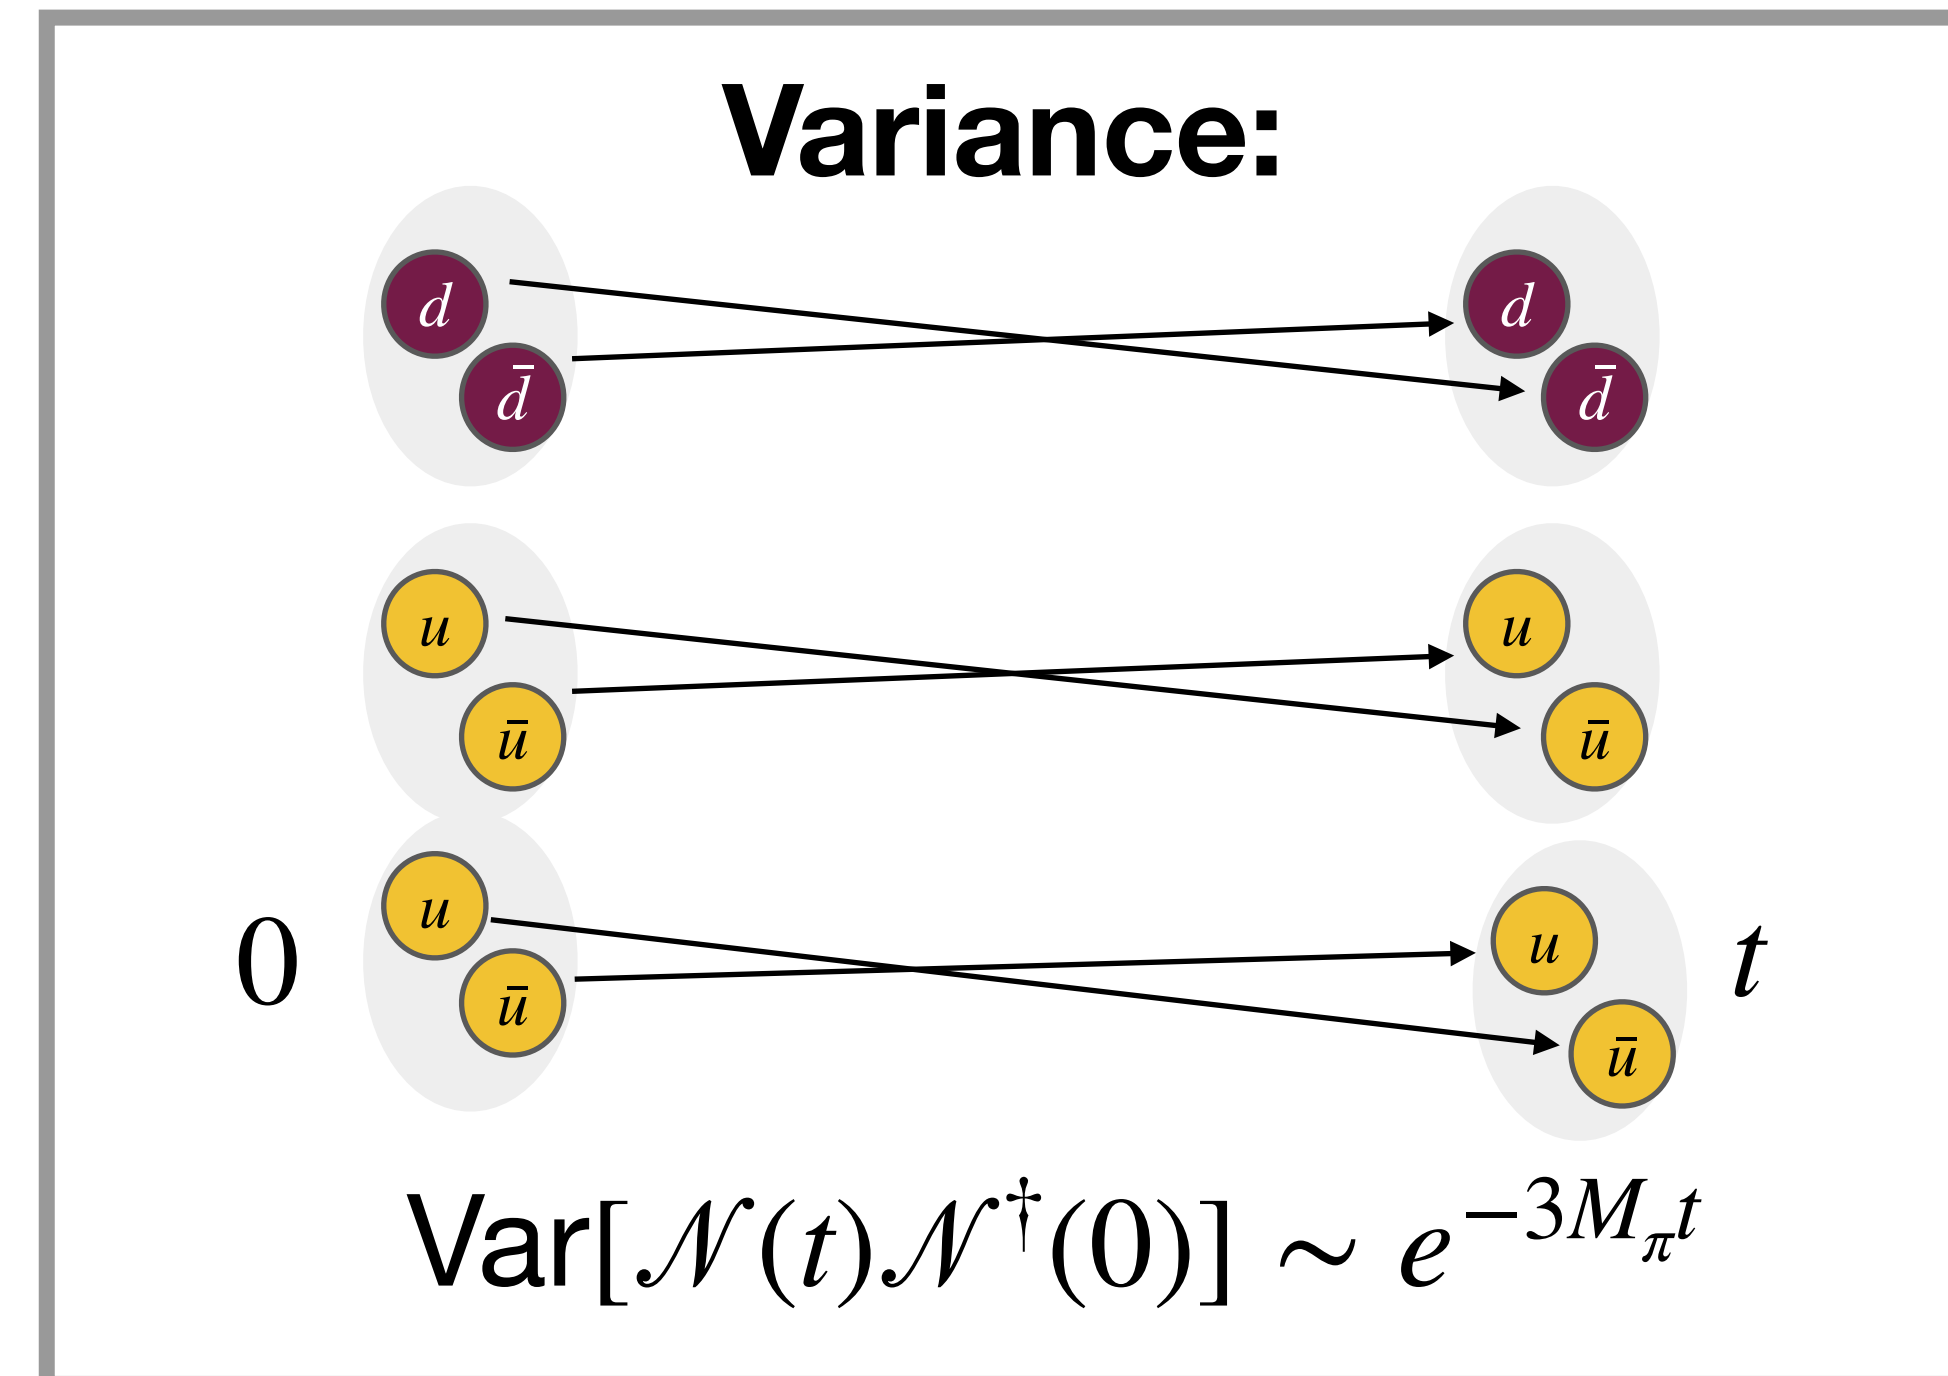 Variance:
d d
d̄ d̄
u u
ū ū
u u
0 t
ū ū
Var[𝒩(t)𝒩†(0)] ∼ e^{−3M_π t}